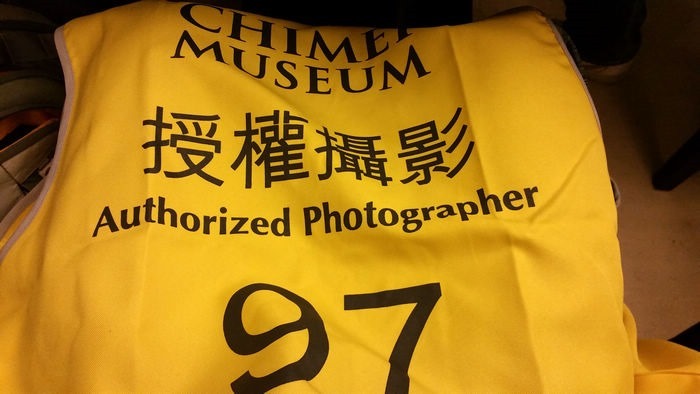 CHIMEI
MUSEUM
授權攝影
Authorized Photographer
97